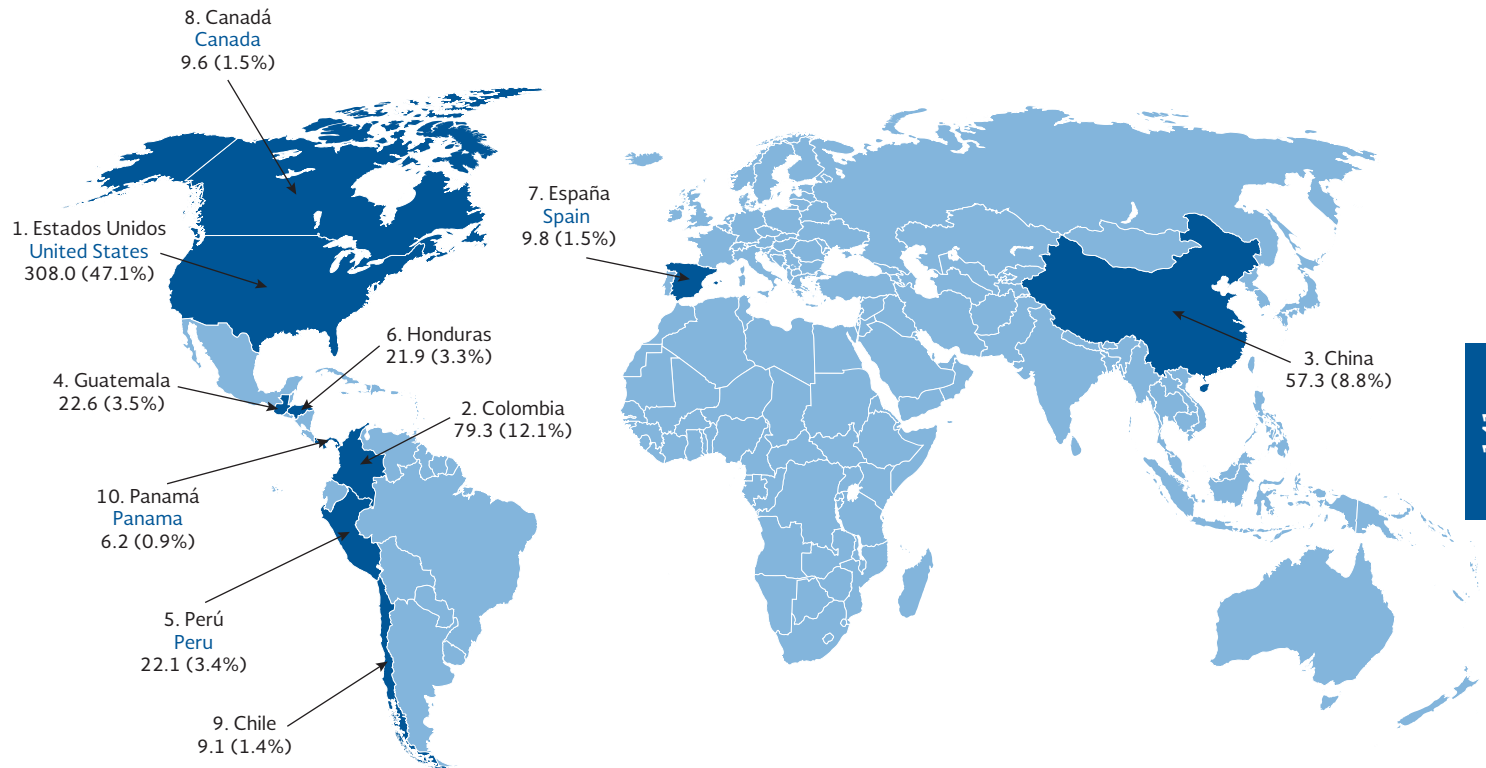 8. Canadá
Canada
9.6 (1.5%)
7. España
Spain
9.8 (1.5%)
1. Estados Unidos
United States
308.0 (47.1%)
6. Honduras
21.9 (3.3%)
3. China
57.3 (8.8%)
4. Guatemala
22.6 (3.5%)
2. Colombia
79.3 (12.1%)
10. Panamá
Panama
6.2 (0.9%)
5. Perú
Peru
22.1 (3.4%)
9. Chile
9.1 (1.4%)